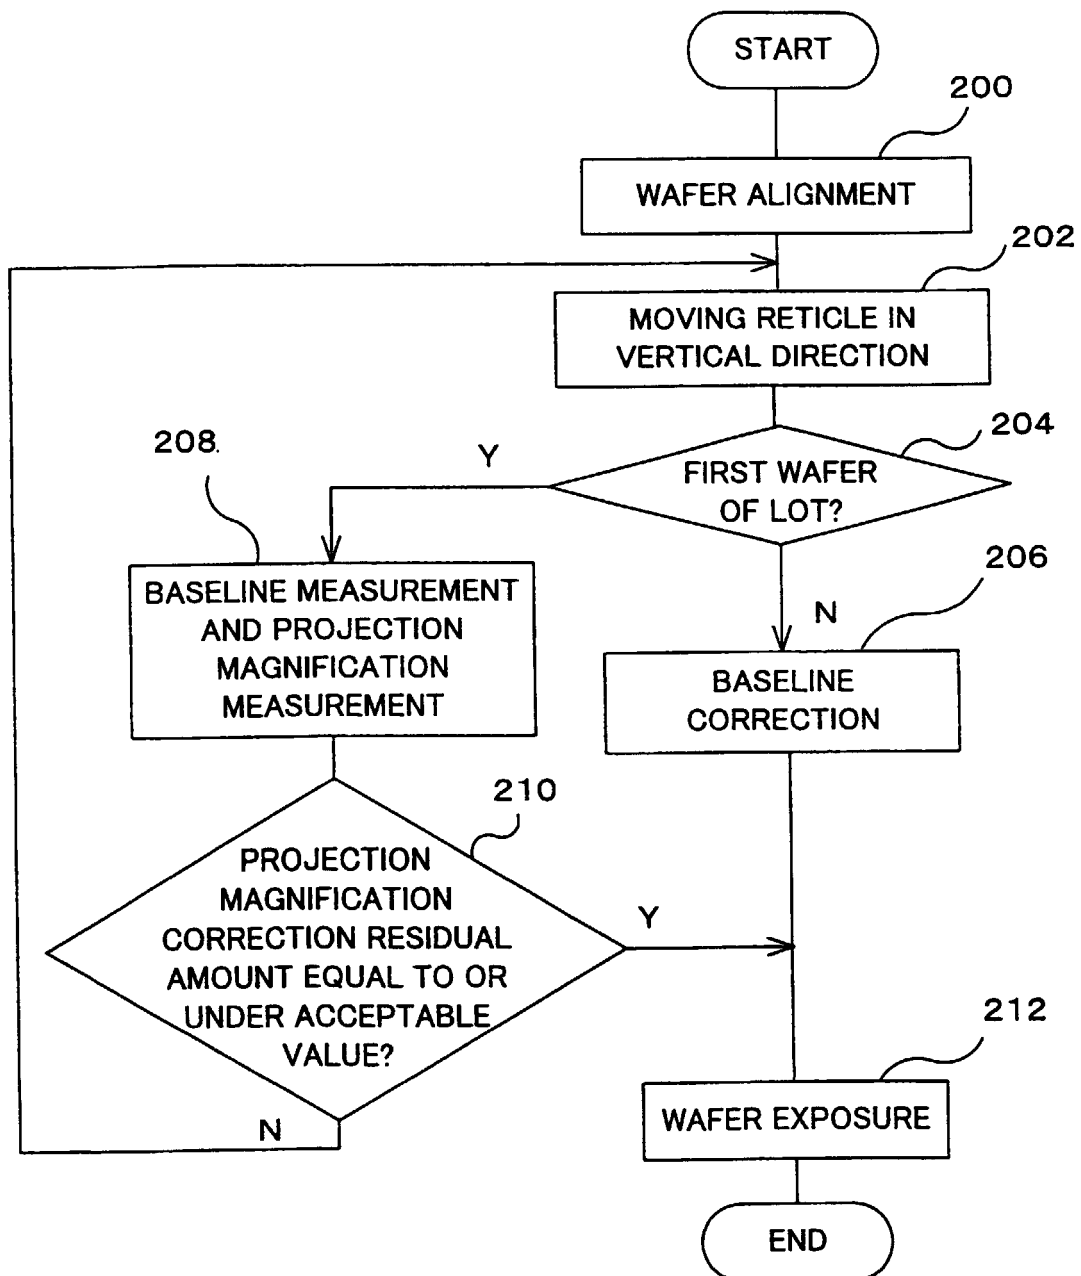 START
200
WAFER ALIGNMENT
202
MOVING RETICLE IN
VERTICAL DIRECTION
204
FIRST WAFER
OF LOT?
Y
208.
N
206
BASELINE MEASUREMENT
AND PROJECTION
MAGNIFICATION
MEASUREMENT
BASELINE
CORRECTION
210
PROJECTION
MAGNIFICATION
CORRECTION RESIDUAL
AMOUNT EQUAL TO OR
UNDER ACCEPTABLE
VALUE?
Y
N
212
WAFER EXPOSURE
END